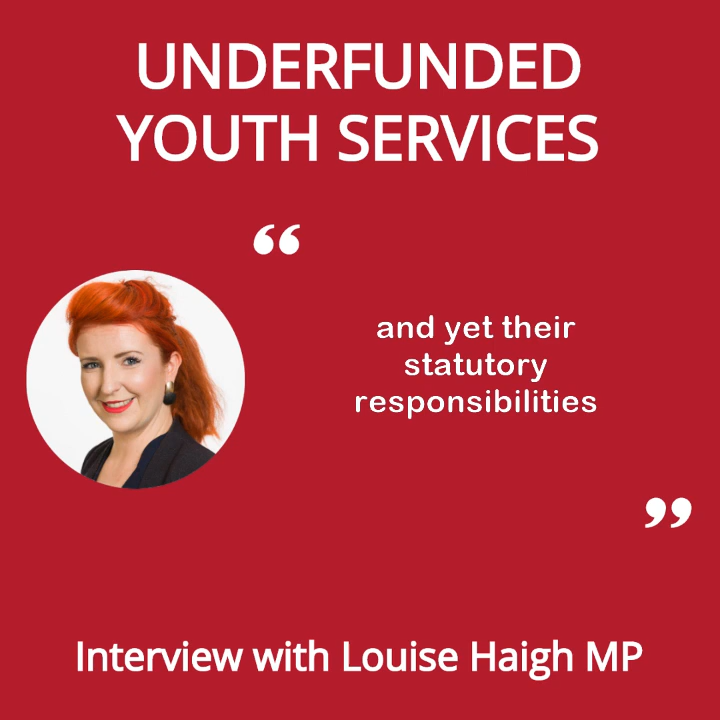 UNDERFUNDED
YOUTH SERVICES
“
and yet their
statutory
responsibilities
”
Interview with Louise Haigh MP